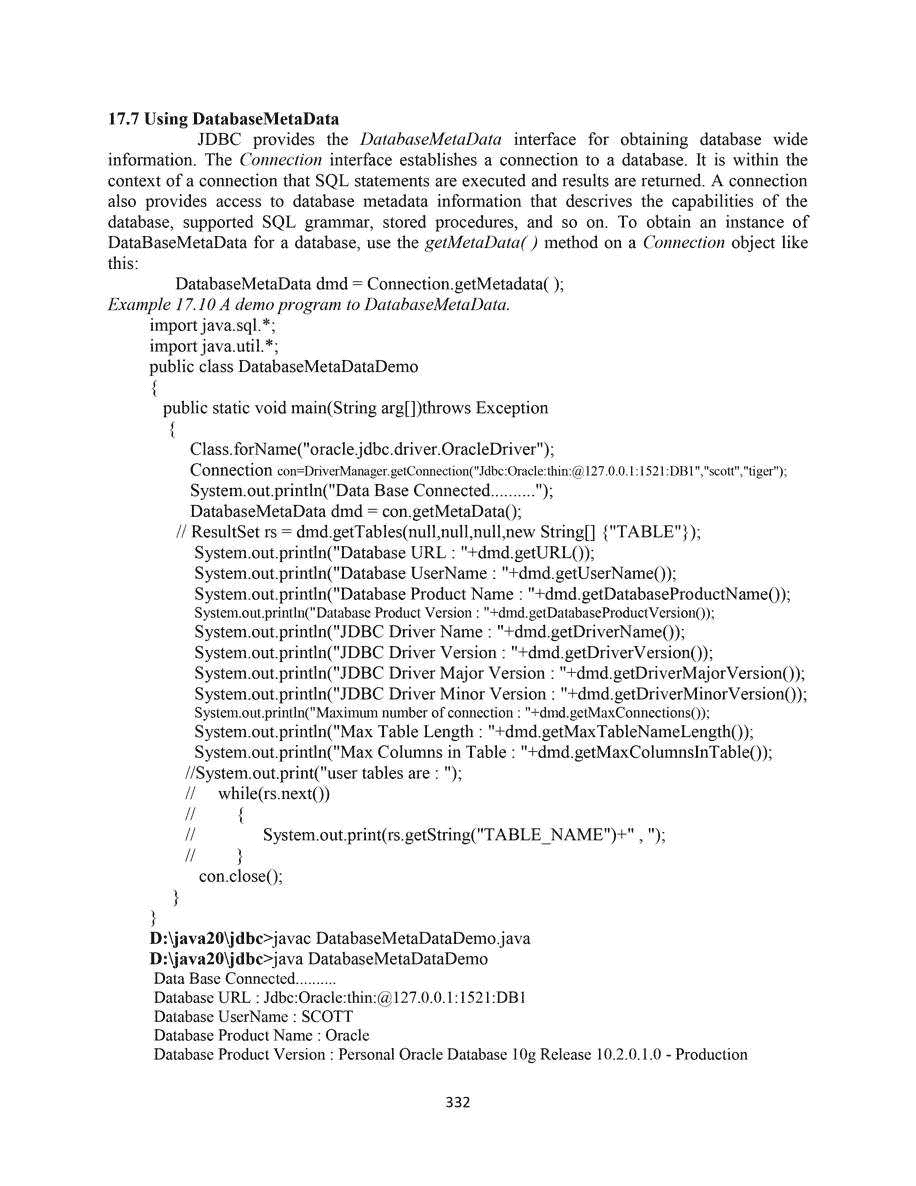 17.7 Using DatabaseMetaData
JDBC provides the DatabaseMetaData interface for obtaining database wide
information. The Connection interface establishes a connection to a database. It is within the
context of a connection that SQL statements are executed and results are returned. A connection
also provides access to database metadata information that descrives the capabilities of the
database, supported SQL grammar, stored procedures, and so on. To obtain an instance of
DataBaseMetaData for a database, use the getMetaData( ) method on a Connection object like
this:
DatabaseMetaData dmd = Connection.getMetadata( );
Example 17.10 A demo program to DatabaseMetaData.
import java.sql.*;
import java.util.*;
public class DatabaseMetaDataDemo
{
public static void main(String arg[])throws Exception
{
Class.forName("oracle.jdbc.driver.OracleDriver");
Connection con=DriverManager.getConnection("Jdbc:Oracle:thin:@127.0.0.1:1521:DB1","scott","tiger");
System.out.println("Data Base Connected..........");
DatabaseMetaData dmd = con.getMetaData();
// ResultSet rs = dmd.getTables(null,null,null,new String[] {"TABLE"});
System.out.println("Database URL : "+dmd.getURL());
System.out.println("Database UserName : "+dmd.getUserName());
System.out.println("Database Product Name : "+dmd.getDatabaseProductName());
System.out.println("Database Product Version : "+dmd.getDatabaseProductVersion());
System.out.println("JDBC Driver Name : "+dmd.getDriverName());
System.out.println("JDBC Driver Version : "+dmd.getDriverVersion());
System.out.println("JDBC Driver Major Version : "+dmd.getDriverMajorVersion());
System.out.println("JDBC Driver Minor Version : "+dmd.getDriverMinorVersion());
System.out.println("Maximum number of connection : "+dmd.getMaxConnections());
System.out.println("Max Table Length : "+dmd.getMaxTableNameLength());
System.out.println("Max Columns in Table : "+dmd.getMaxColumnsInTable());
//System.out.print("user tables are : ");
// while(rs.next())
// {
// System.out.print(rs.getString("TABLE_NAME")+" , ");
// }
con.close();
}
}
D:\java20\jdbc>javac DatabaseMetaDataDemo.java
D:\java20\jdbc>java DatabaseMetaDataDemo
Data Base Connected..........
Database URL : Jdbc:Oracle:thin:@127.0.0.1:1521:DB1
Database UserName : SCOTT
Database Product Name : Oracle
Database Product Version : Personal Oracle Database 10g Release 10.2.0.1.0 - Production
332